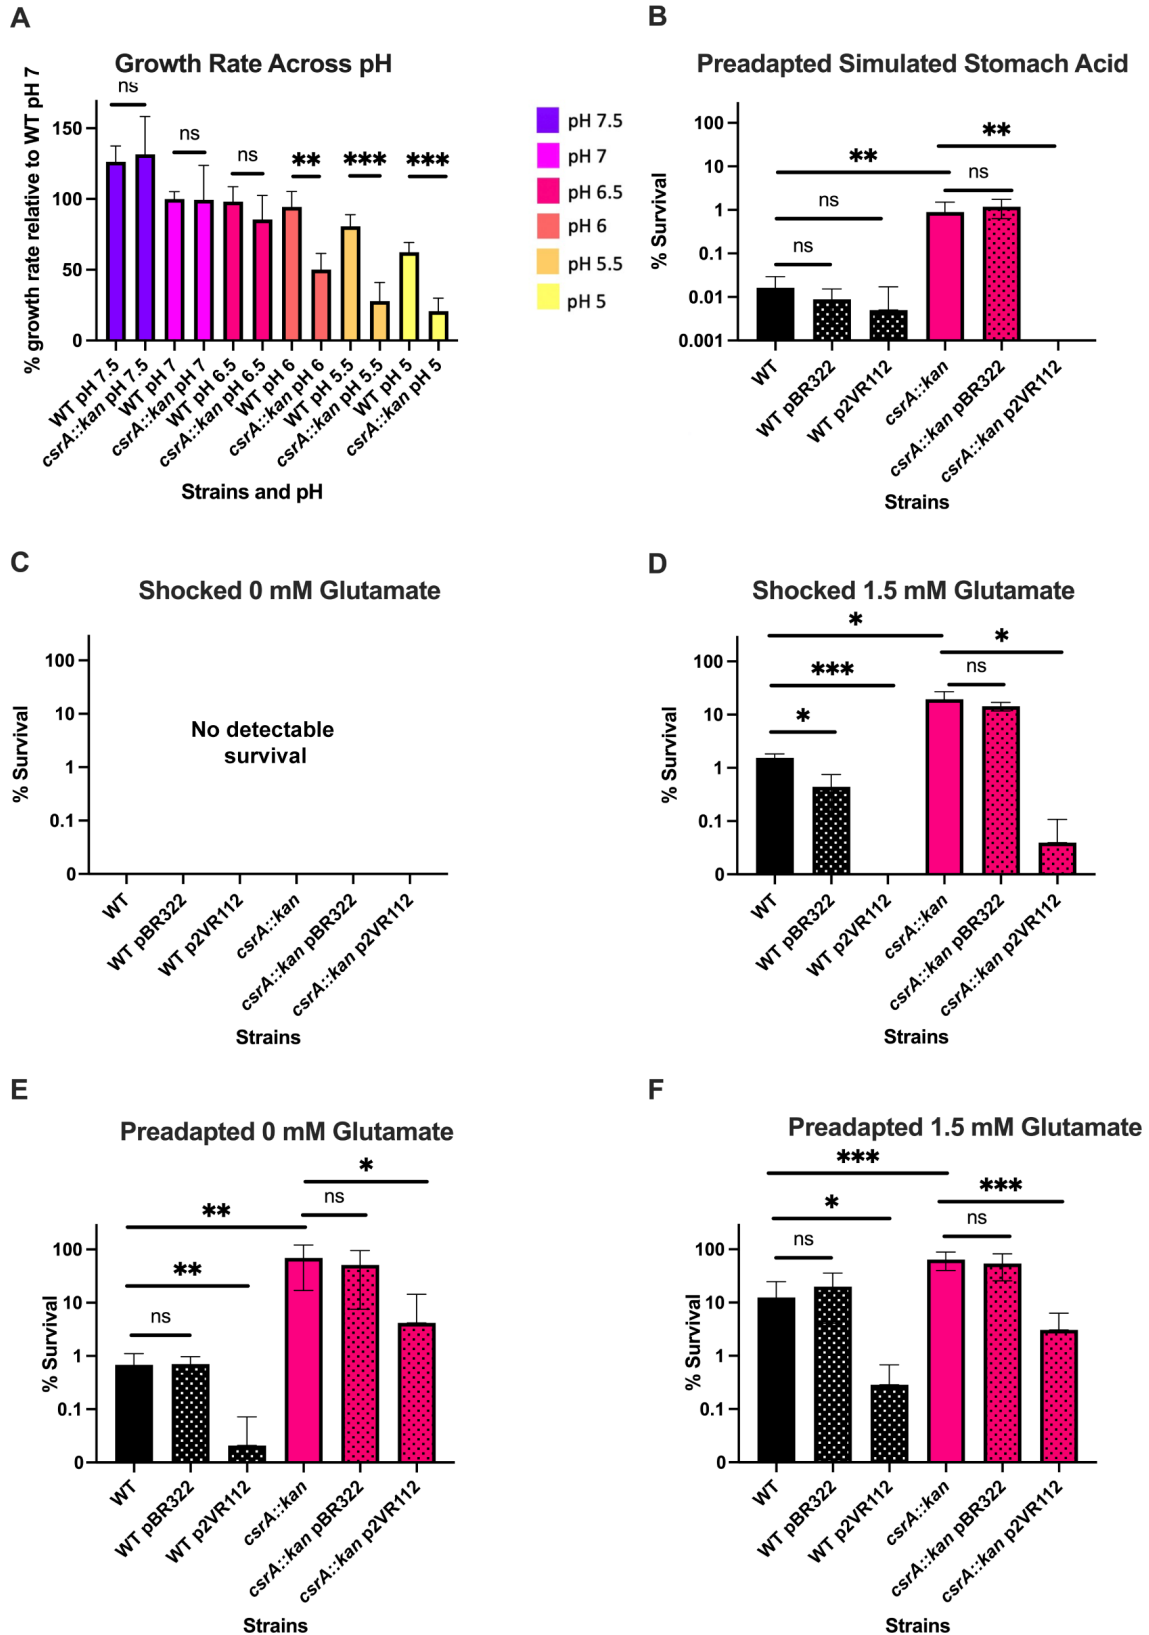 A
Growth Rate Across pH
% growth rate relative to WT pH 7
150
100
50
0
ns
ns
ns
**
***
***
WT pH 7.5
csrA::kan pH 7.5
WT pH 7
csrA::kan pH 7
WT pH 6.5
csrA::kan pH 6.5
WT pH 6
csrA::kan pH 6
WT pH 5.5
csrA::kan pH 5.5
WT pH 5
csrA::kan pH 5
Strains and pH
pH 7.5
pH 7
pH 6.5
pH 6
pH 5.5
pH 5
B
Preadapted Simulated Stomach Acid
% Survival
100
10
1
0.1
0.01
0.001
**
**
ns
ns
ns
WT
WT pBR322
WT p2VR112
csrA::kan
csrA::kan pBR322
csrA::kan p2VR112
Strains
C
Shocked 0 mM Glutamate
% Survival
100
10
1
0.1
0
No detectable
survival
WT
WT pBR322
WT p2VR112
csrA::kan
csrA::kan pBR322
csrA::kan p2VR112
Strains
D
Shocked 1.5 mM Glutamate
% Survival
100
10
1
0.1
0
*
*
ns
***
*
WT
WT pBR322
WT p2VR112
csrA::kan
csrA::kan pBR322
csrA::kan p2VR112
Strains
E
Preadapted 0 mM Glutamate
% Survival
100
10
1
0.1
0
*
ns
**
**
ns
WT
WT pBR322
WT p2VR112
csrA::kan
csrA::kan pBR322
csrA::kan p2VR112
Strains
F
Preadapted 1.5 mM Glutamate
% Survival
100
10
1
0.1
0
***
***
*
ns
ns
WT
WT pBR322
WT p2VR112
csrA::kan
csrA::kan pBR322
csrA::kan p2VR112
Strains